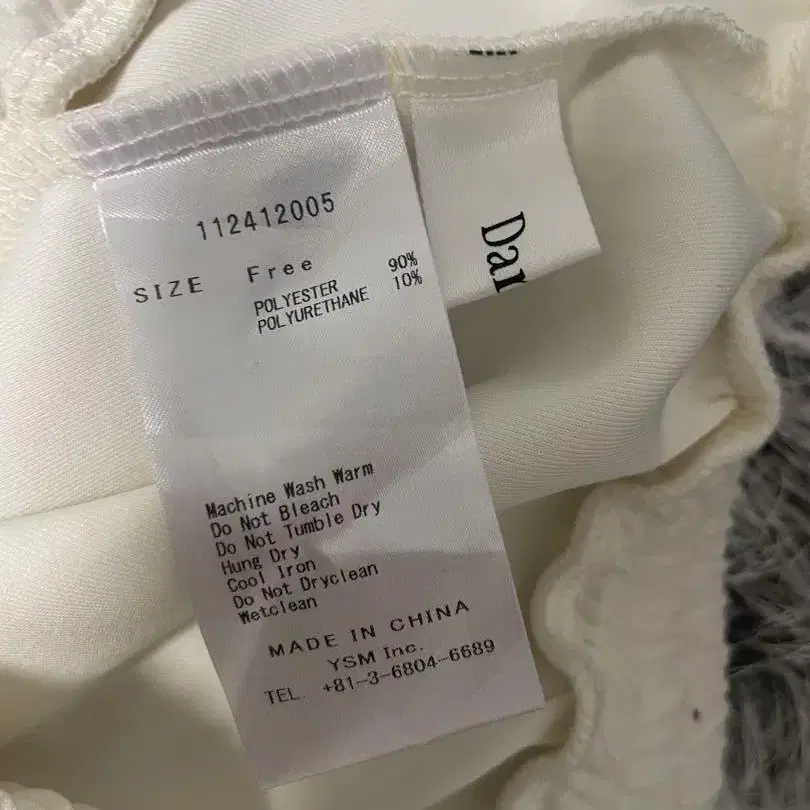 112412005
SIZE Free
POLYESTER 90%
POLYURETHANE 10%
Machine Wash Warm
Do Not Bleach
Do Not Tumble Dry
Hung Dry
Cool Iron
Do Not Dryclean
Wetclean
MADE IN CHINA
YSM Inc.
TEL. +81-3-6804-6689